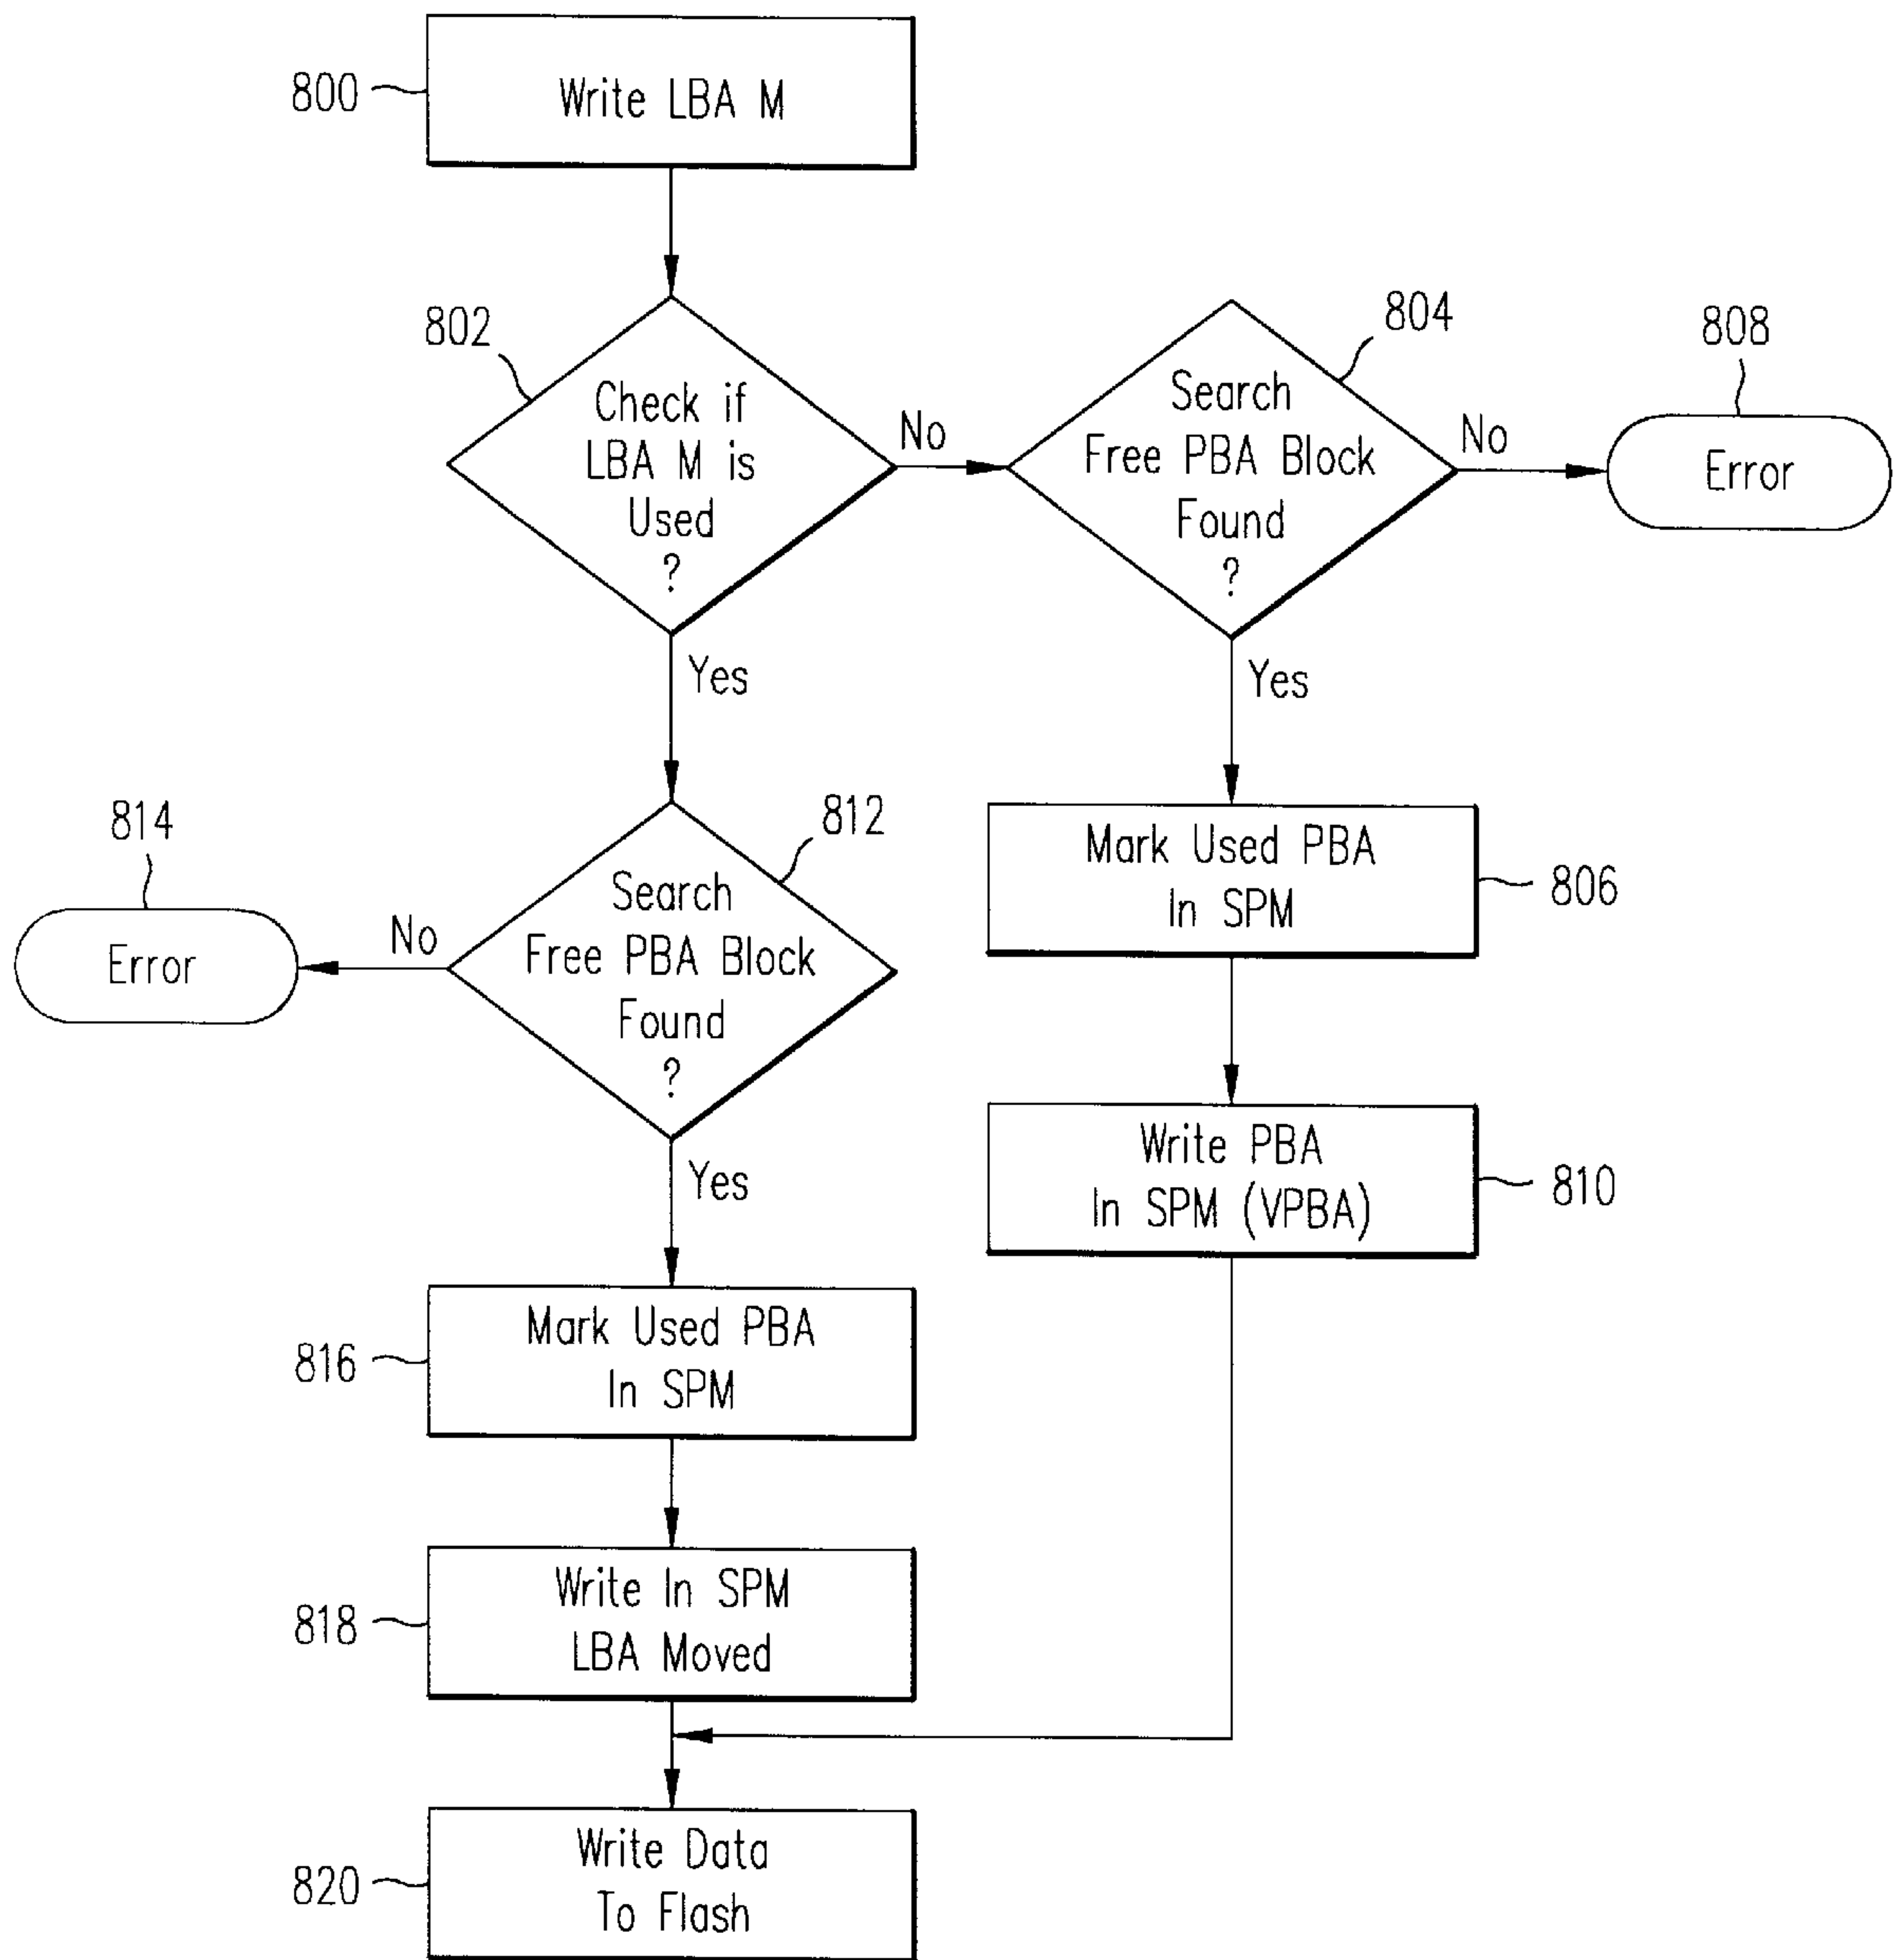 800
Write LBA M
802
Check if
LBA M is
Used
?
No
Yes
804
Search
Free PBA Block
Found
?
No
Yes
808
Error
814
Error
No
812
Search
Free PBA Block
Found
?
Yes
Mark Used PBA
In SPM
806
Write PBA
In SPM (VPBA)
810
816
Mark Used PBA
In SPM
818
Write In SPM
LBA Moved
820
Write Data
To Flash